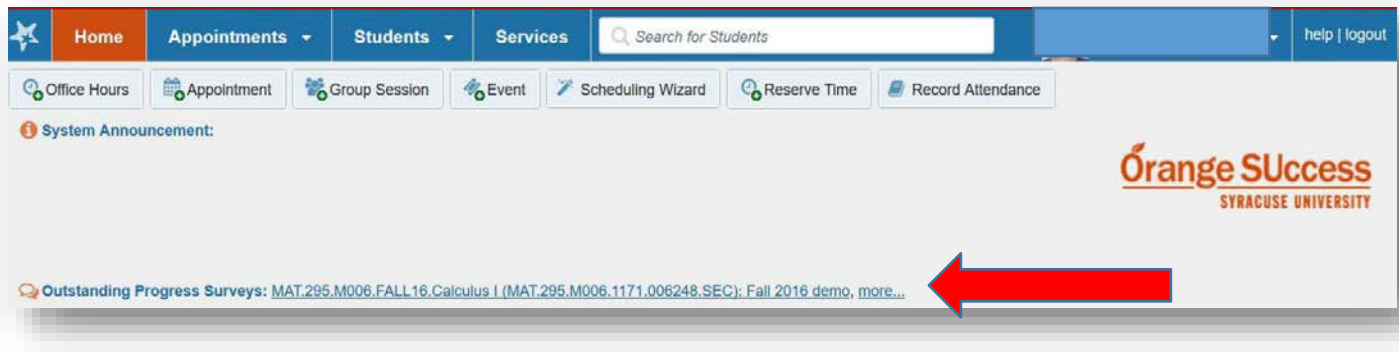 Home Appointments Students Services Search for Students help | logout
Office Hours Appointment Group Session Event Scheduling Wizard Reserve Time Record Attendance
System Announcement:
Orange SUccess
SYRACUSE UNIVERSITY
Outstanding Progress Surveys: MAT.295.M006.FALL16.Calculus I (MAT.295.M006.1171.006248.SEC): Fall 2016 demo, more...